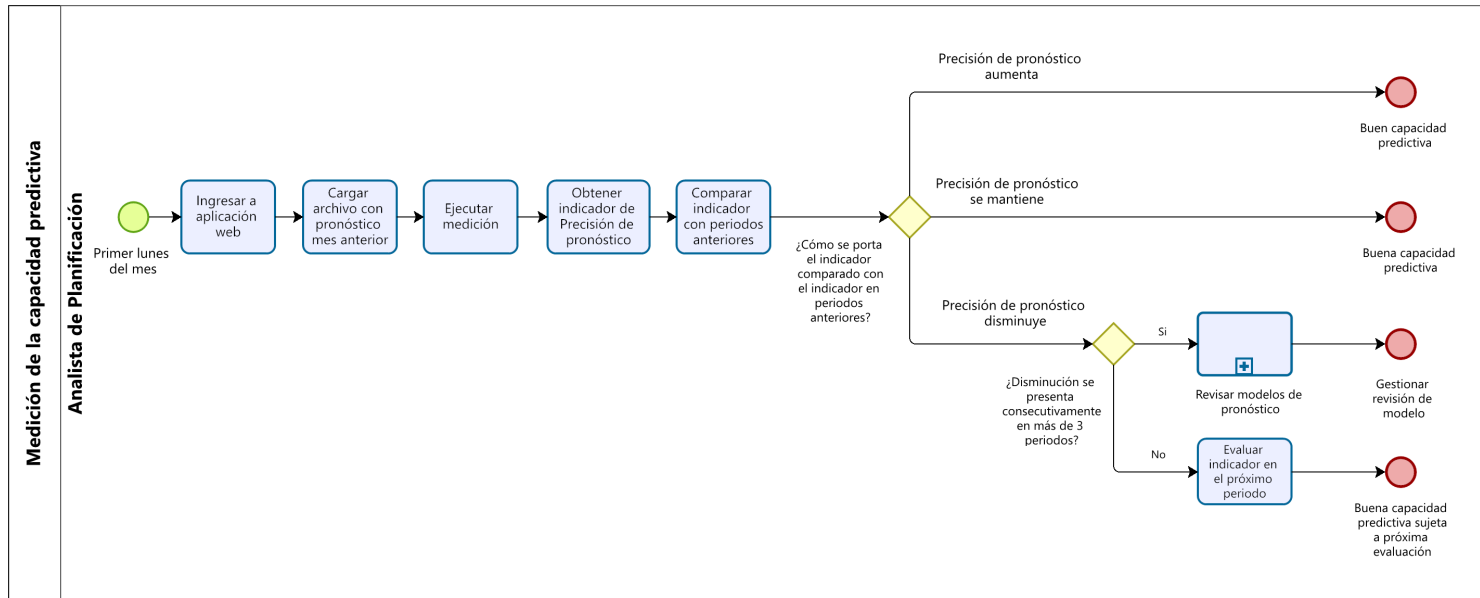 Medición de la capacidad predictiva
Analista de Planificación
Primer lunes
del mes
Ingresar a
aplicación
web
Cargar
archivo con
pronóstico
mes anterior
Ejecutar
medición
Obtener
indicador de
Precisión de
pronóstico
Comparar
indicador
con periodos
anteriores
¿Cómo se porta
el indicador
comparado con
el indicador en
periodos
anteriores?
Precisión de pronóstico
aumenta
Buen capacidad
predictiva
Precisión de pronóstico
se mantiene
Buena capacidad
predictiva
Precisión de pronóstico
disminuye
¿Disminución se
presenta
consecutivamente
en más de 3
periodos?
Si
Revisar modelos de
pronóstico
Gestionar
revisión de
modelo
No
Evaluar
indicador en
el próximo
periodo
Buena capacidad
predictiva sujeta
a próxima
evaluación